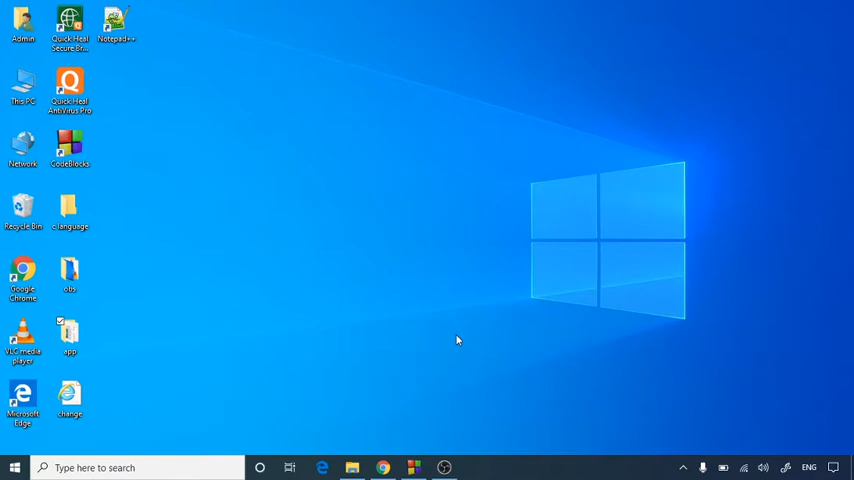 Admin
Quick Heal
Secure Br...
Notepad++
This PC
Quick Heal
AntiVirus Pro
Network
CodeBlocks
Recycle Bin
c language
Google
Chrome
obs
VLC media
player
app
Microsoft
Edge
change
Type here to search
ENG